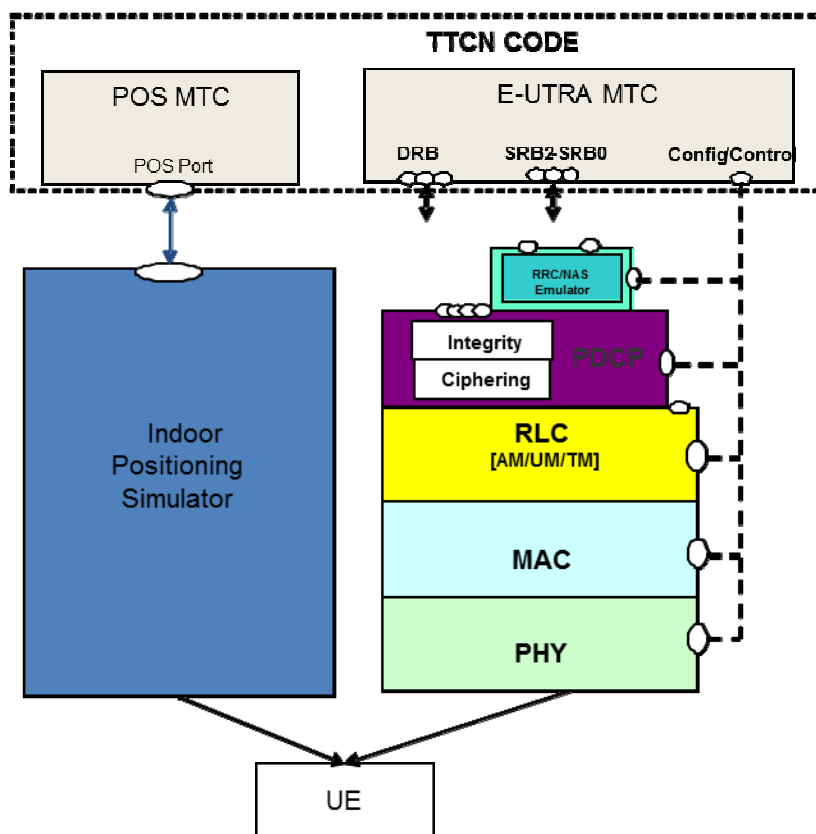 TTCN CODE
POS MTC
E-UTRA MTC
POS Port
DRB
SRB2-SRB0
Config/Control
RRC/NAS
Emulator
Integrity
PDCP
Ciphering
Indoor
Positioning
Simulator
RLC
[AM/UM/TM]
MAC
PHY
UE